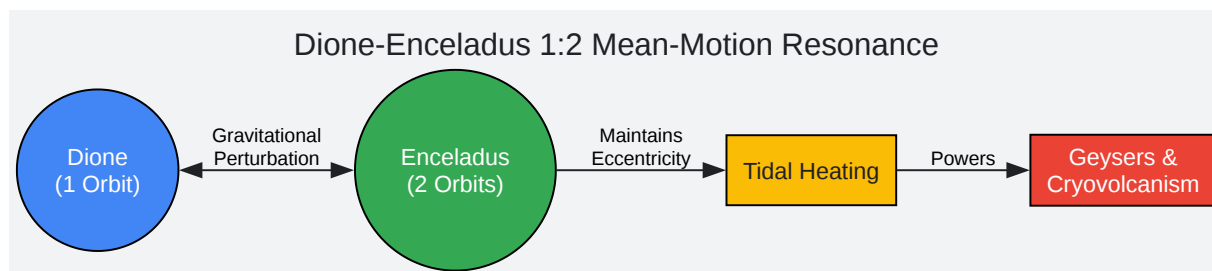 Dione-Enceladus 1:2 Mean-Motion Resonance
Dione
(1 Orbit)
Gravitational
Perturbation
Enceladus
(2 Orbits)
Maintains
Eccentricity
Tidal Heating
Powers
Geysers &
Cryovolcanism